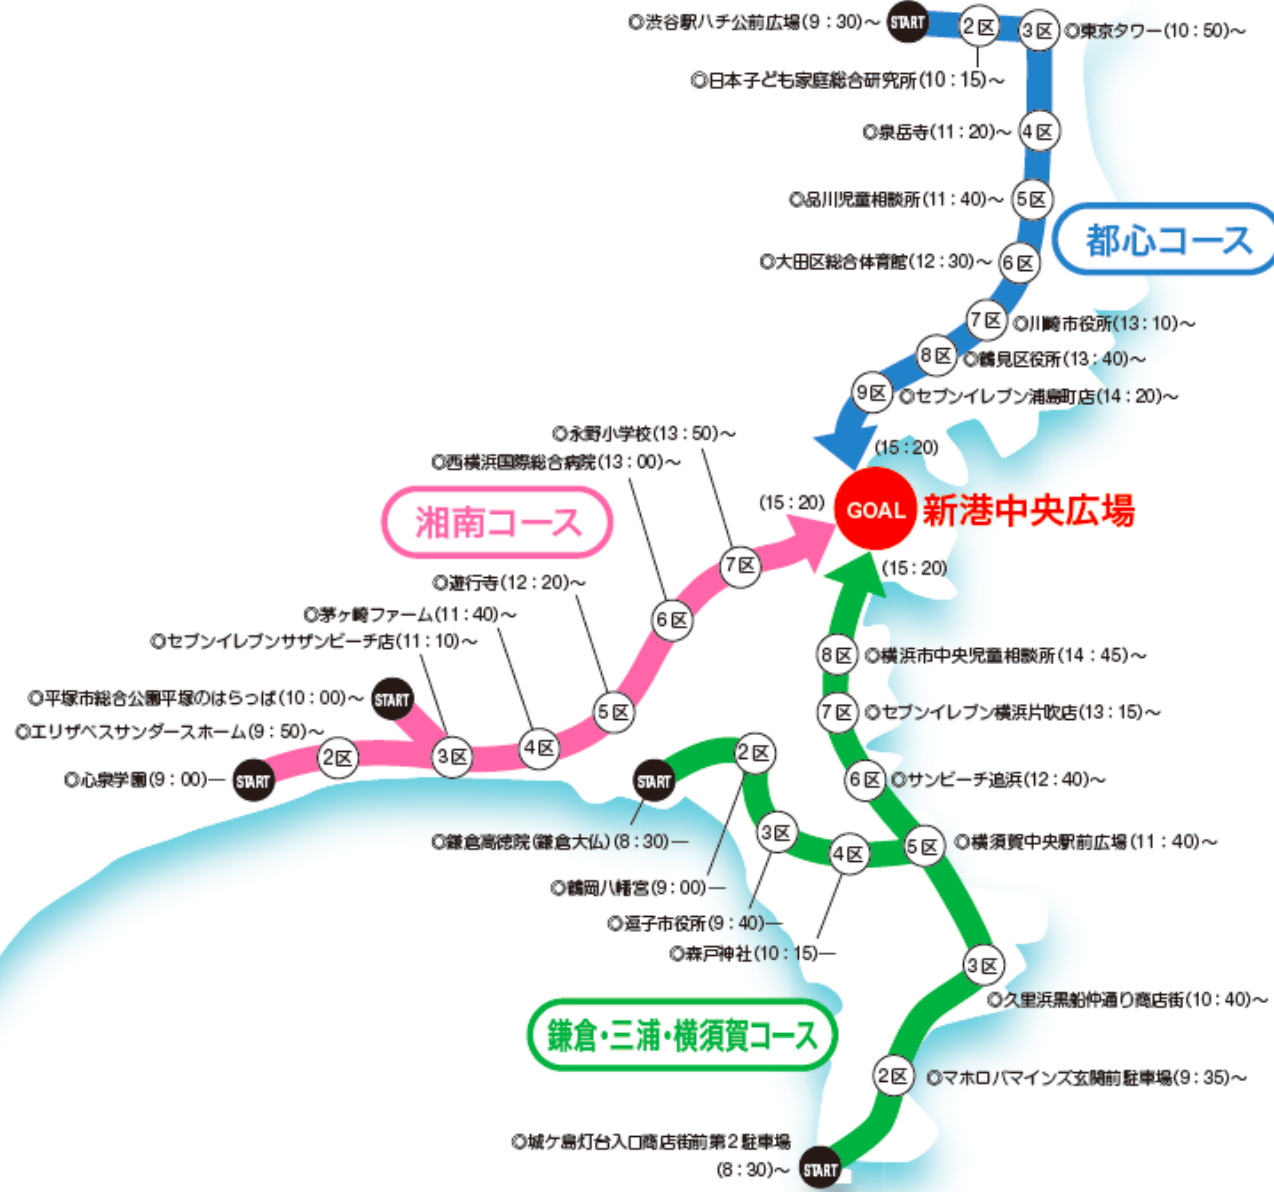 ◎渋谷駅ハチ公前広場(9:30)～
START
2区
3区
◎東京タワー(10:50)～
◎日本子ども家庭総合研究所(10:15)～
◎泉岳寺(11:20)～
4区
◎品川児童相談所(11:40)～
5区
都心コース
◎大田区総合体育館(12:30)～
6区
7区
◎川崎市役所(13:10)～
8区
◎鶴見区役所(13:40)～
9区
◎セブンイレブン浦島町店(14:20)～
(15:20)
GOAL
新港中央広場
◎永野小学校(13:50)～
◎西横浜国際総合病院(13:00)～
湘南コース
(15:20)
7区
◎遊行寺(12:20)～
6区
◎茅ヶ崎ファーム(11:40)～
◎セブンイレブンサザンビーチ店(11:10)～
◎平塚市総合公園平塚のはらっぱ(10:00)～
START
5区
◎エリザベスサンダースホーム(9:50)～
2区
3区
4区
◎心泉学園(9:00)―
START
(15:20)
8区
◎横浜市中央児童相談所(14:45)～
7区
◎セブンイレブン横浜片吹店(13:15)～
6区
◎サンビーチ追浜(12:40)～
START
2区
◎鎌倉高徳院(鎌倉大仏)(8:30)―
3区
4区
5区
◎横須賀中央駅前広場(11:40)～
◎鶴岡八幡宮(9:00)―
◎逗子市役所(9:40)―
◎森戸神社(10:15)―
3区
◎久里浜黒船仲通り商店街(10:40)～
鎌倉・三浦・横須賀コース
2区
◎マホロバマインズ玄関前駐車場(9:35)～
◎城ケ島灯台入口商店街前第2駐車場
(8:30)～
START